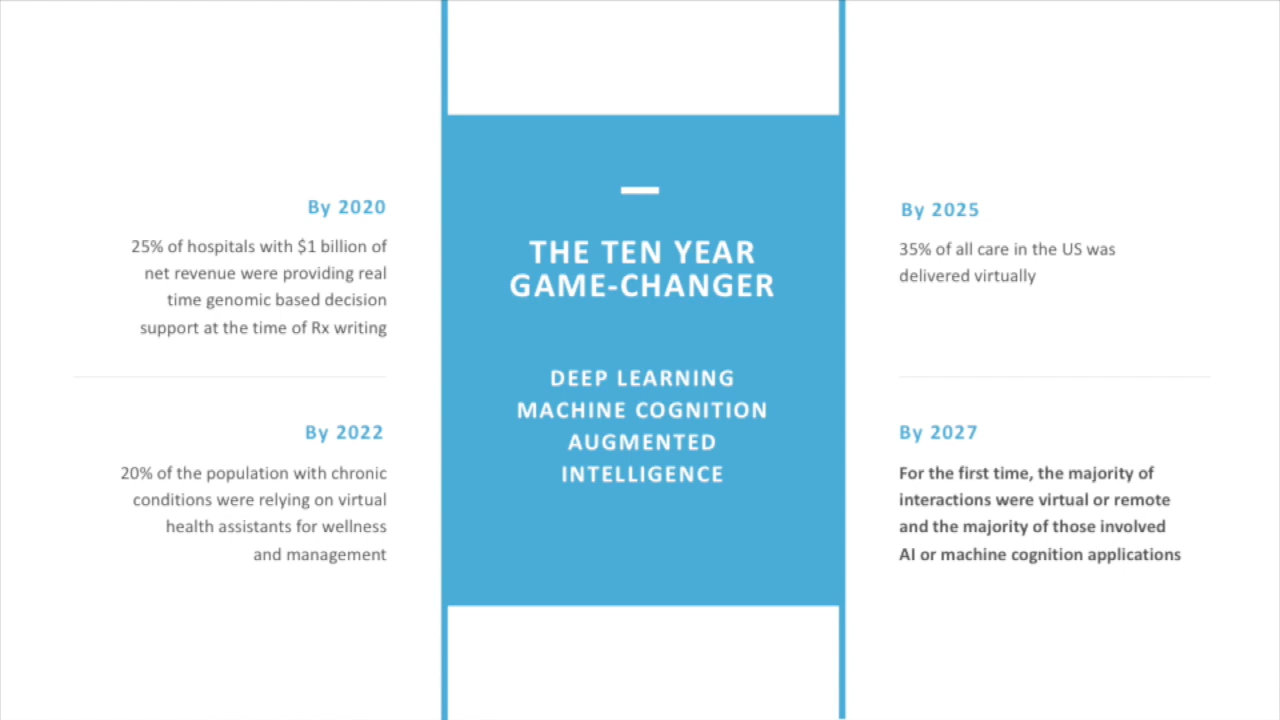 By 2020
25% of hospitals with $1 billion of
net revenue were providing real
time genomic based decision
support at the time of Rx writing
By 2022
20% of the population with chronic
conditions were relying on virtual
health assistants for wellness
and management
THE TEN YEAR
GAME-CHANGER
DEEP LEARNING
MACHINE COGNITION
AUGMENTED
INTELLIGENCE
By 2025
35% of all care in the US was
delivered virtually
By 2027
For the first time, the majority of
interactions were virtual or remote
and the majority of those involved
AI or machine cognition applications